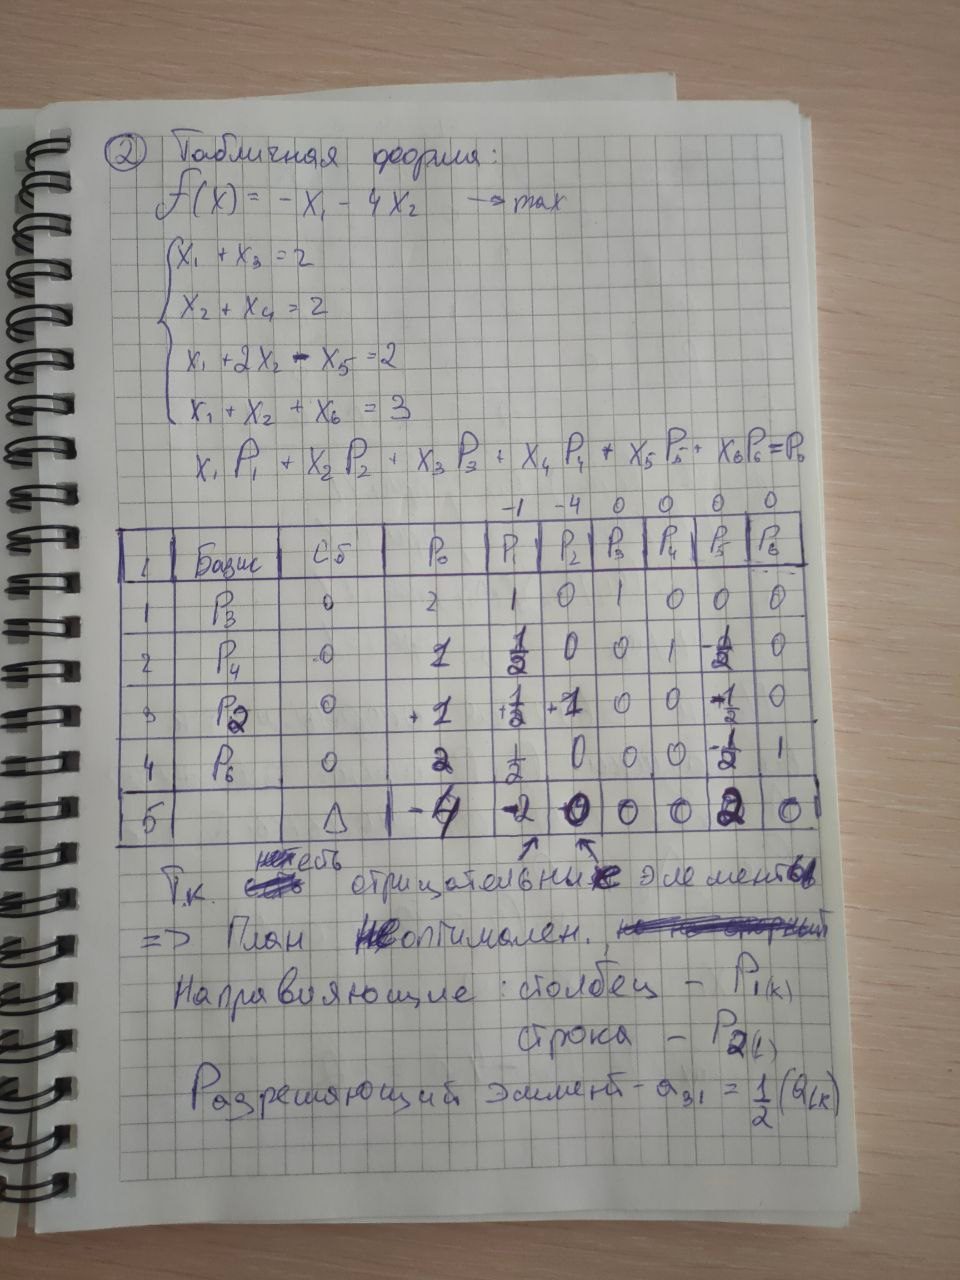 ② Табличная форма:
f(x) = - x₁ - 4x₂ → max
x₁ + x₃ = 2
x₂ + x₄ = 2
x₁ + 2x₂ - x₅ = 2
x₁ + x₂ + x₆ = 3
x₁P₁ + x₂P₂ + x₃P₃ + x₄P₄ + x₅P₅ + x₆P₆ = P₀
-1 -4 0 0 0 0
1 Базис Сб P₀ P₁ P₂ P₃ P₄ P₅ P₆
1 P₃ 0 2 1 0 1 0 0 0
2 P₄ 0 1 1/2 0 0 1 -1/2 0
3 P₂ 0 +1 +1/2 +1 0 0 -1/2 0
4 P₆ 0 2 1/2 0 0 0 -1/2 1
5 Δ -4 -2 0 0 0 2 0
Т.к. есть отрицательные элементы
=> План неоптимален.
Направляющие: столбец - P₁(k)
строка - P₂(l)
Разрешающий элемент - a₃₁ = 1/2 (alk)